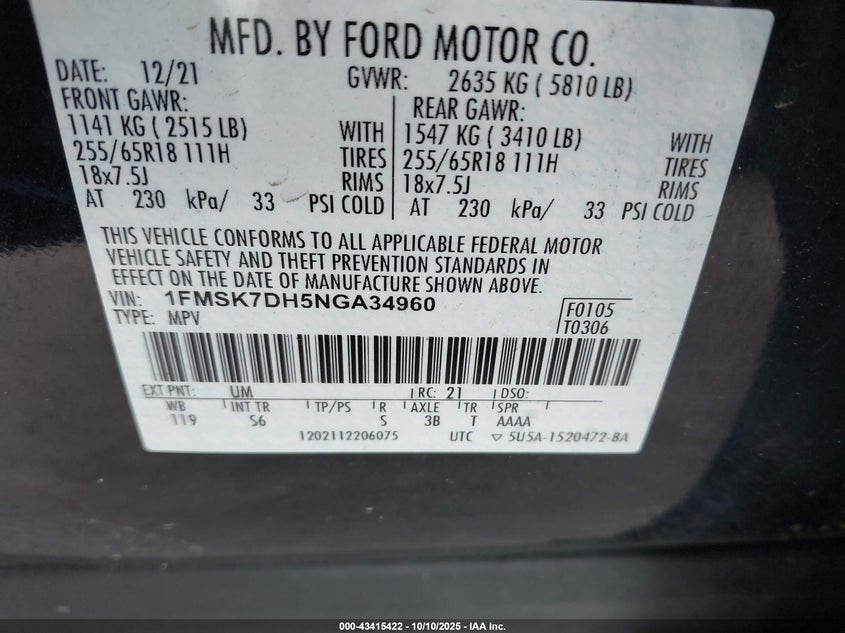 MFD. BY FORD MOTOR CO.
DATE: 12/21 GVWR: 2635 KG ( 5810 LB)
FRONT GAWR: REAR GAWR:
1141 KG ( 2515 LB) WITH 1547 KG ( 3410 LB) WITH
255/65R18 111H TIRES 255/65R18 111H TIRES
18x7.5J RIMS 18x7.5J RIMS
AT 230 kPa/ 33 PSI COLD AT 230 kPa/ 33 PSI COLD
THIS VEHICLE CONFORMS TO ALL APPLICABLE FEDERAL MOTOR
VEHICLE SAFETY AND THEFT PREVENTION STANDARDS IN
EFFECT ON THE DATE OF MANUFACTURE SHOWN ABOVE.
VIN: 1FMSK7DH5NGA34960 F0105
TYPE: MPV T0306
EXT PNT: UM RC: 21 DSO:
WB INT TR TP/PS R AXLE TR SPR
119 S6 S 3B T AAAA
1202112206075 UTC ▽ 5U5A-1520472-BA
000-43415422 - 10/10/2025 - IAA Inc.